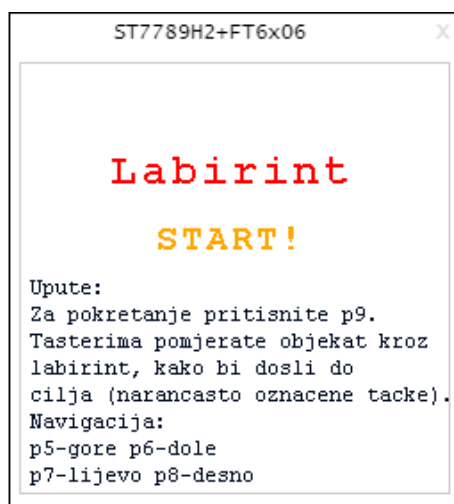 ST7789H2+FT6x06 x
Labirint
START!
Upute:
Za pokretanje pritisnite p9.
Tasterima pomjerate objekat kroz
labirint, kako bi dosli do
cilja (narancasto oznacene tacke).
Navigacija:
p5-gore p6-dole
p7-lijevo p8-desno